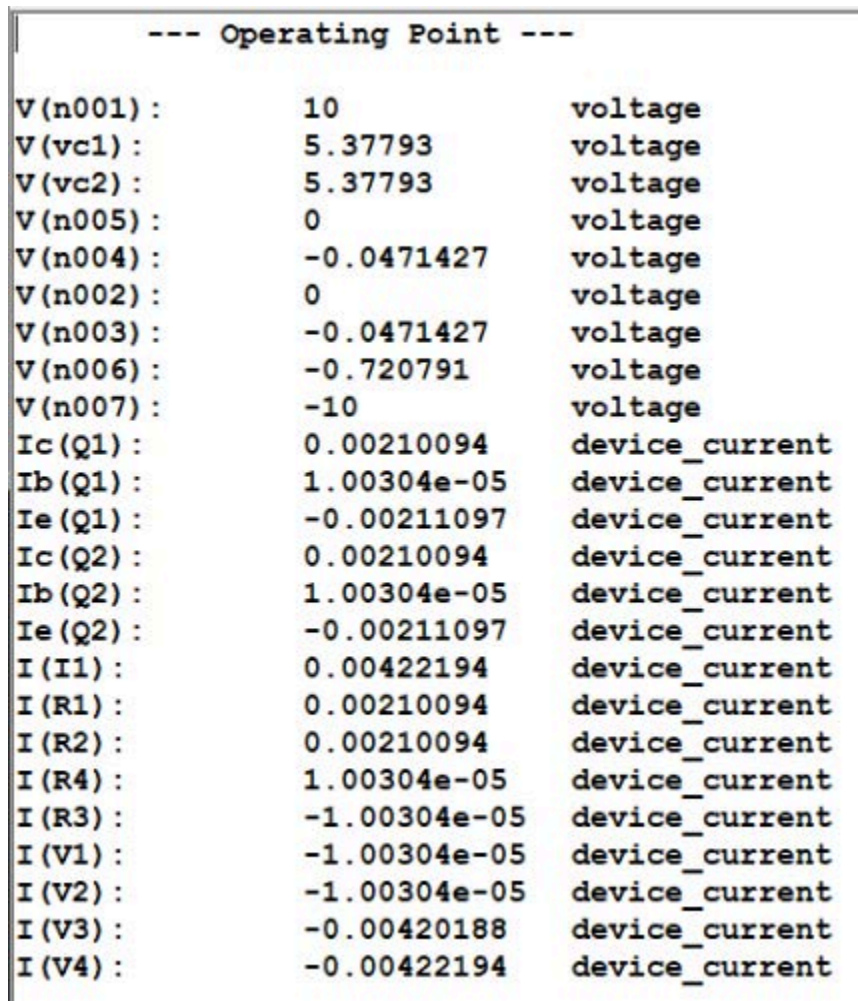 --- Operating Point ---
V(n001): 10 voltage
V(vc1): 5.37793 voltage
V(vc2): 5.37793 voltage
V(n005): 0 voltage
V(n004): -0.0471427 voltage
V(n002): 0 voltage
V(n003): -0.0471427 voltage
V(n006): -0.720791 voltage
V(n007): -10 voltage
Ic(Q1): 0.00210094 device_current
Ib(Q1): 1.00304e-05 device_current
Ie(Q1): -0.00211097 device_current
Ic(Q2): 0.00210094 device_current
Ib(Q2): 1.00304e-05 device_current
Ie(Q2): -0.00211097 device_current
I(I1): 0.00422194 device_current
I(R1): 0.00210094 device_current
I(R2): 0.00210094 device_current
I(R4): 1.00304e-05 device_current
I(R3): -1.00304e-05 device_current
I(V1): -1.00304e-05 device_current
I(V2): -1.00304e-05 device_current
I(V3): -0.00420188 device_current
I(V4): -0.00422194 device_current